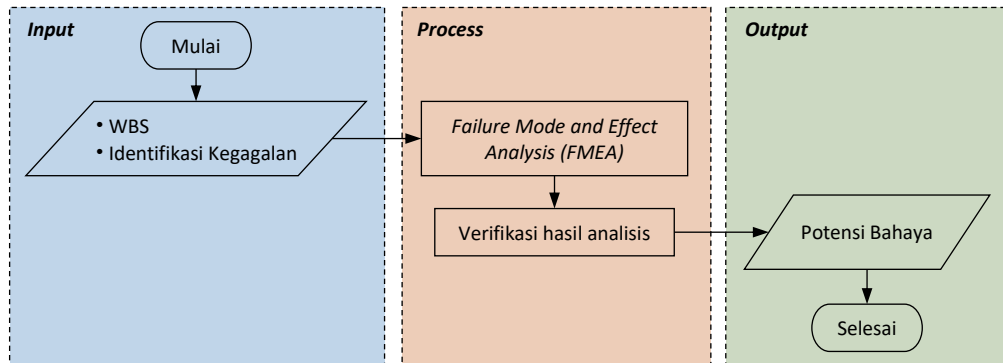 Input
Mulai
• WBS
• Identifikasi Kegagalan
Process
Failure Mode and Effect
Analysis (FMEA)
Verifikasi hasil analisis
Output
Potensi Bahaya
Selesai